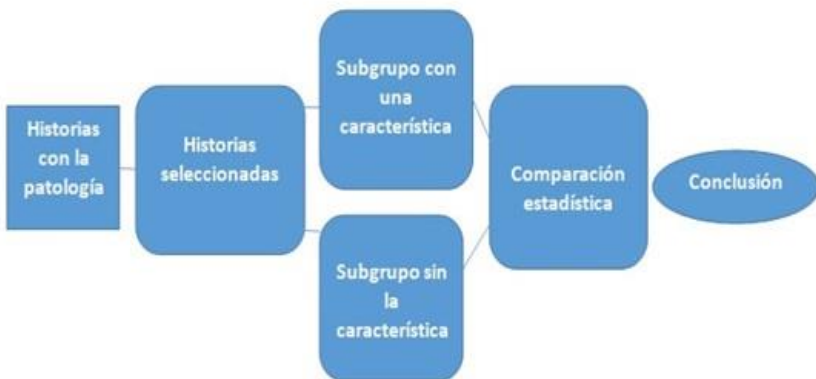 Historias
con la
patología
Historias
seleccionadas
Subgrupo con
una
característica
Subgrupo sin
la
característica
Comparación
estadística
Conclusión